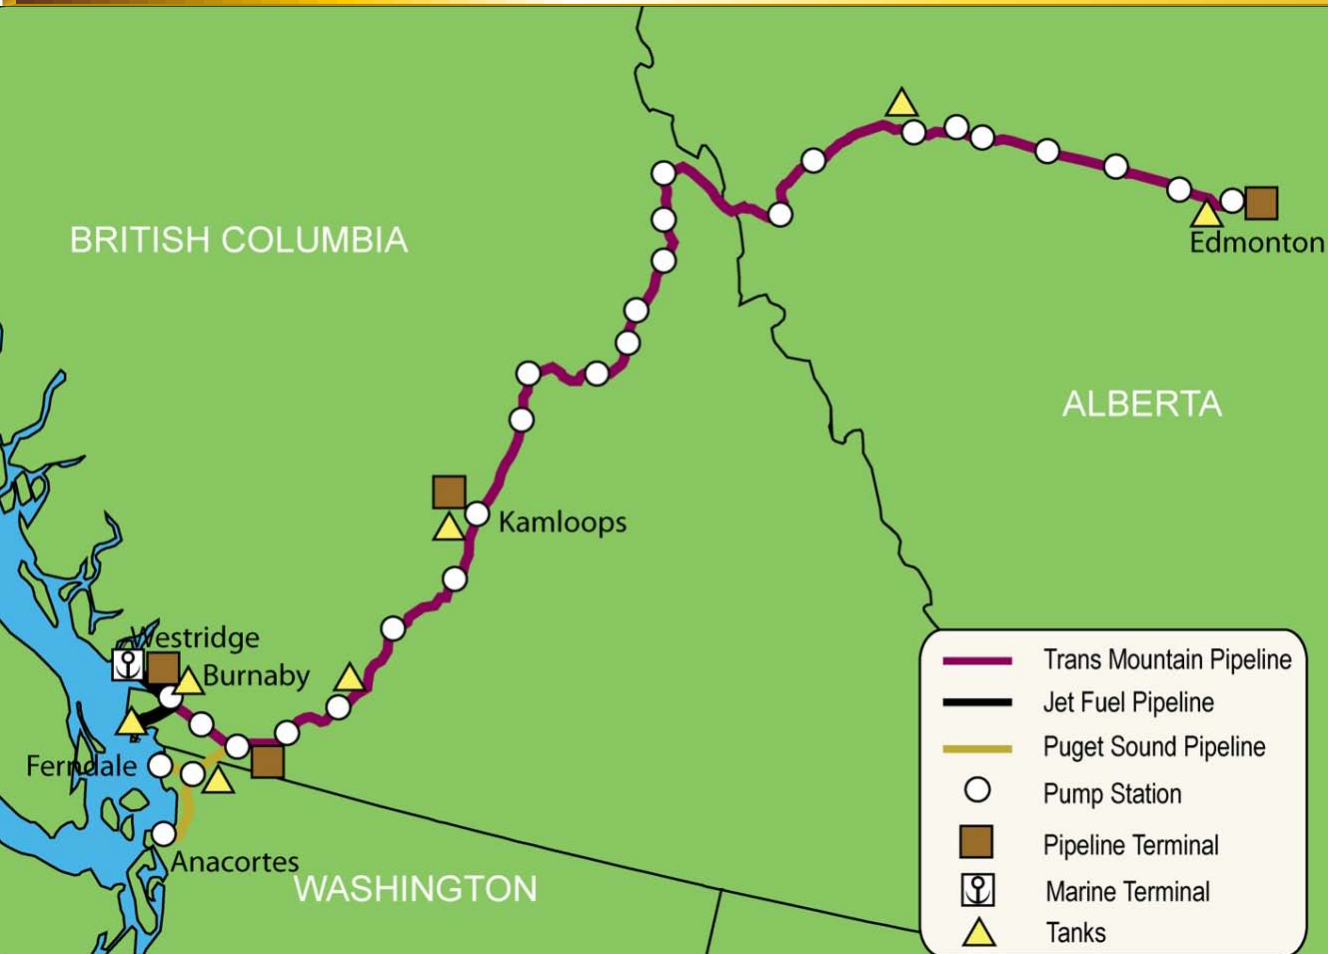 BRITISH COLUMBIA
Edmonton
ALBERTA
Kamloops
Westridge
Burnaby
Ferndale
Anacortes
WASHINGTON
Trans Mountain Pipeline
Jet Fuel Pipeline
Puget Sound Pipeline
Pump Station
Pipeline Terminal
Marine Terminal
Tanks